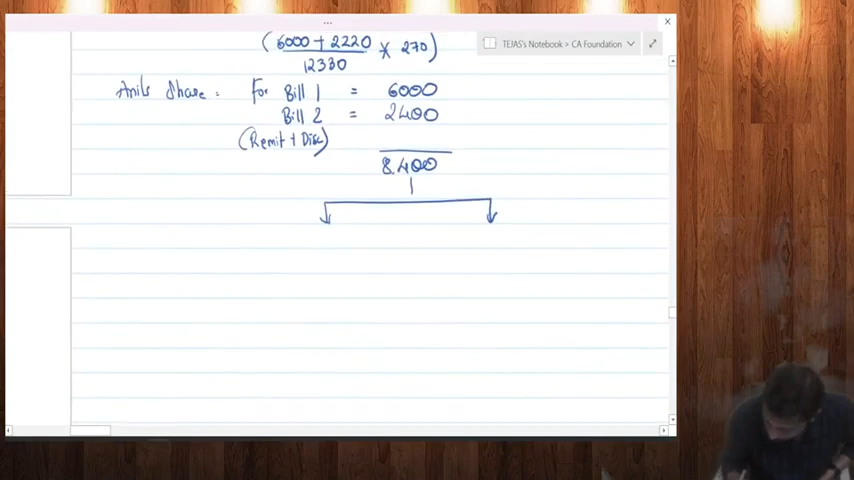 (6000 + 2220 / 12330 * 270)
TEJAS's Notebook > CA Foundation
Anils Share = For Bill 1 = 6000
Bill 2 = 2400
(Remit + Disc)
8,400